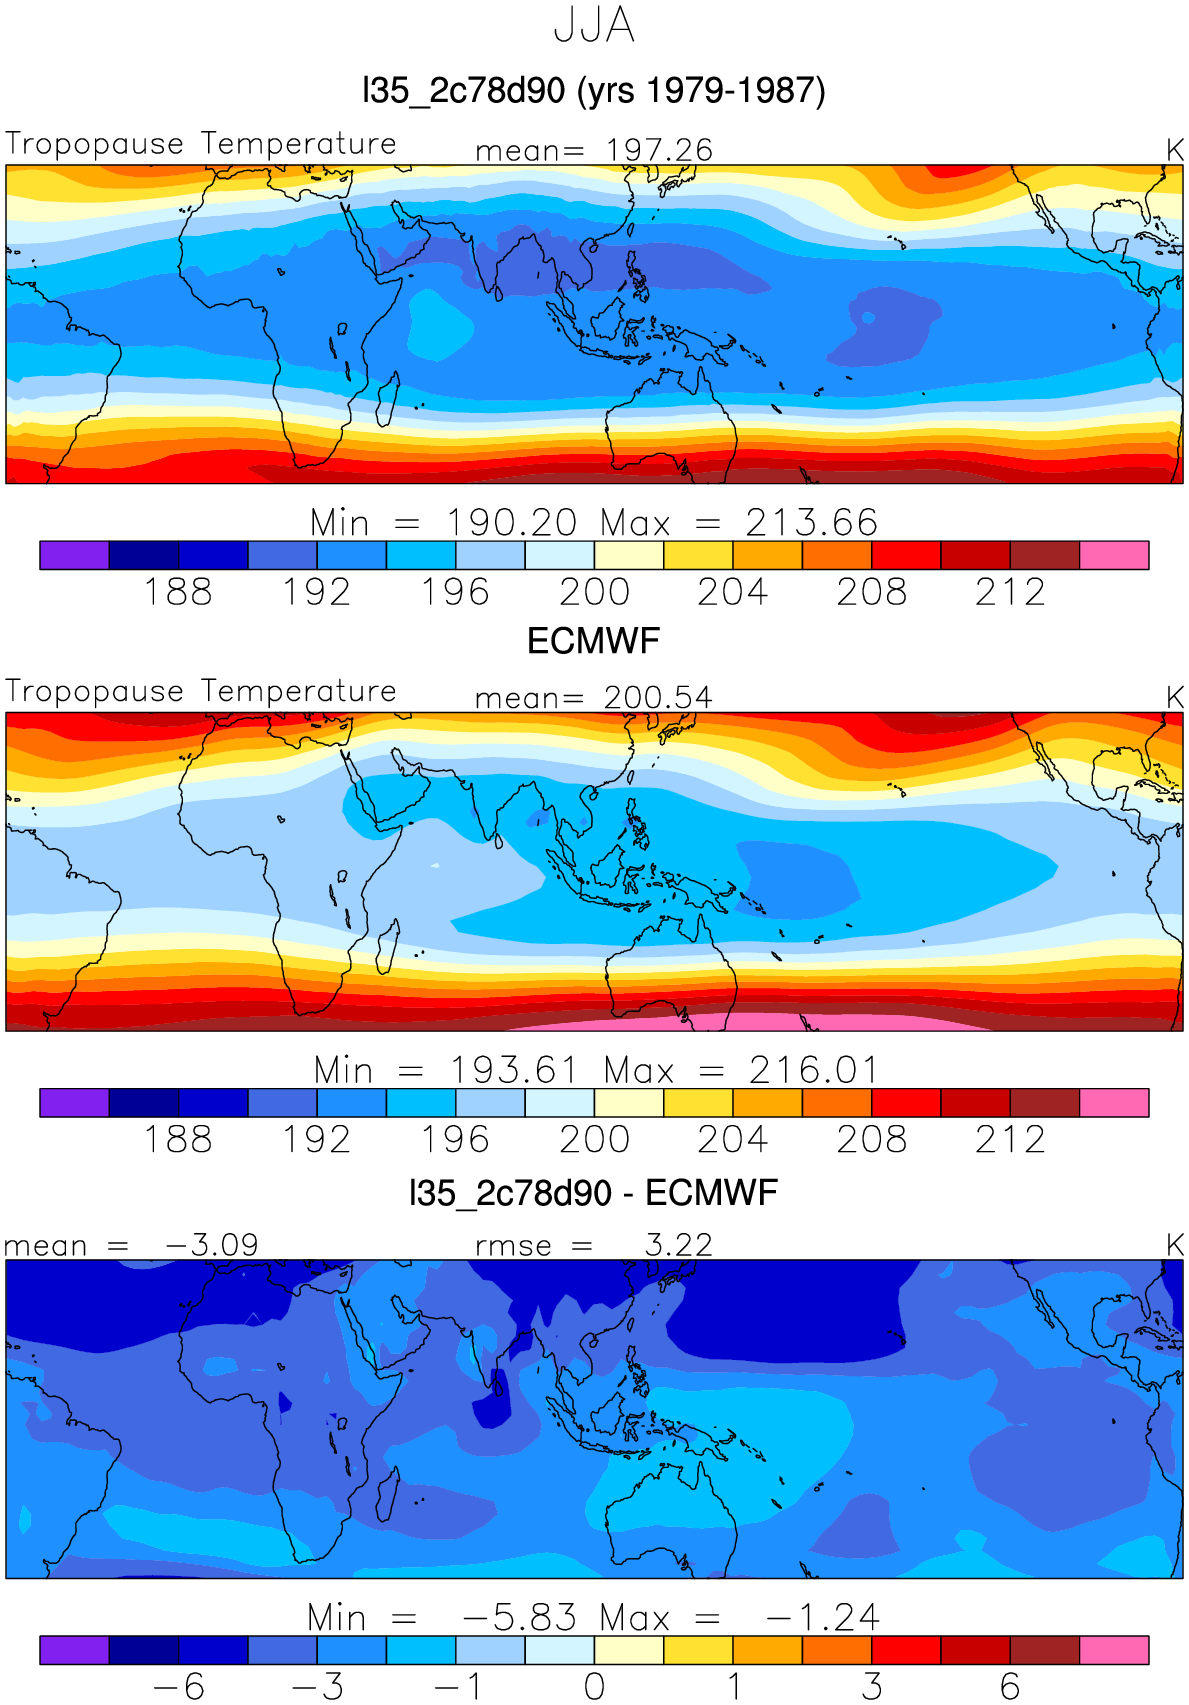 JJA
l35_2c78d90 (yrs 1979-1987)
Tropopause Temperature mean= 197.26 K
Min = 190.20 Max = 213.66
188 192 196 200 204 208 212
ECMWF
Tropopause Temperature mean= 200.54 K
Min = 193.61 Max = 216.01
188 192 196 200 204 208 212
l35_2c78d90 - ECMWF
mean = −3.09 rmse = 3.22 K
Min = −5.83 Max = −1.24
−6 −3 −1 0 1 3 6